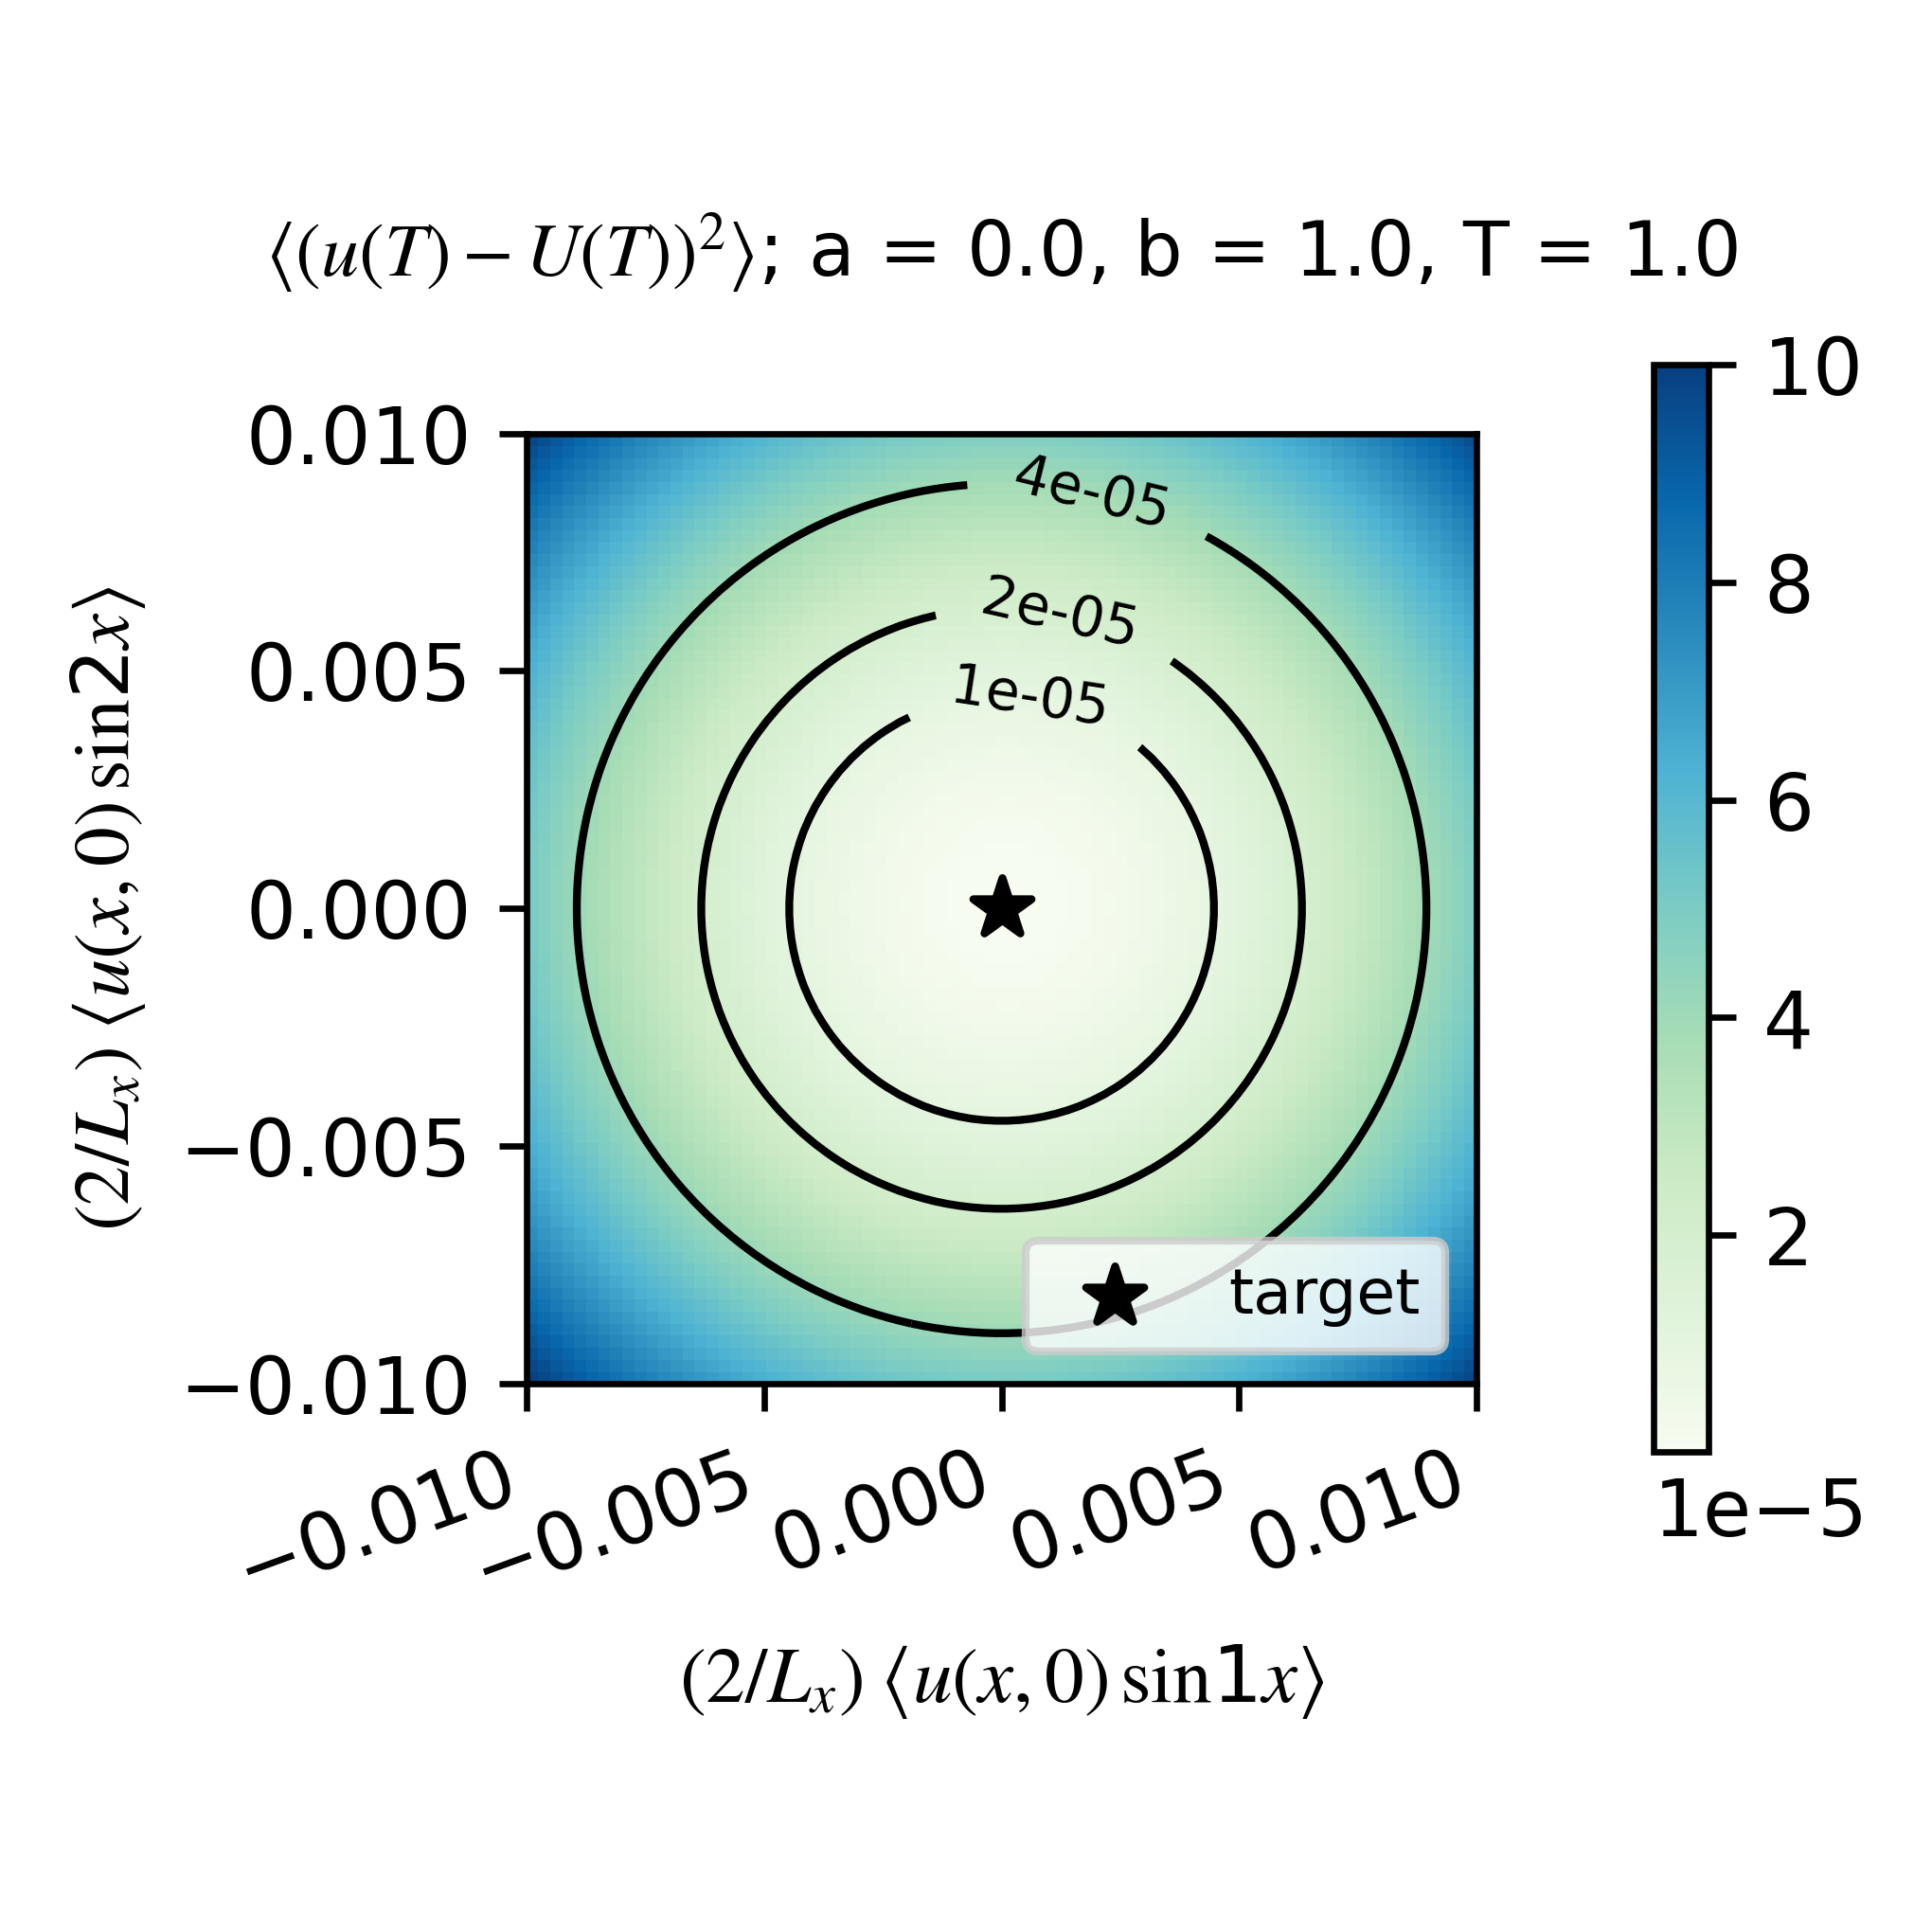 ⟨(u(T) − U(T))²⟩; a = 0.0, b = 1.0, T = 1.0
10
8
6
4
2
1e−5
0.010
0.005
0.000
−0.005
−0.010
(2/Lₓ) ⟨u(x, 0) sin2x⟩
4e-05
2e-05
1e-05
target
−0.010
−0.005
0.000
0.005
0.010
(2/Lₓ) ⟨u(x, 0) sin1x⟩